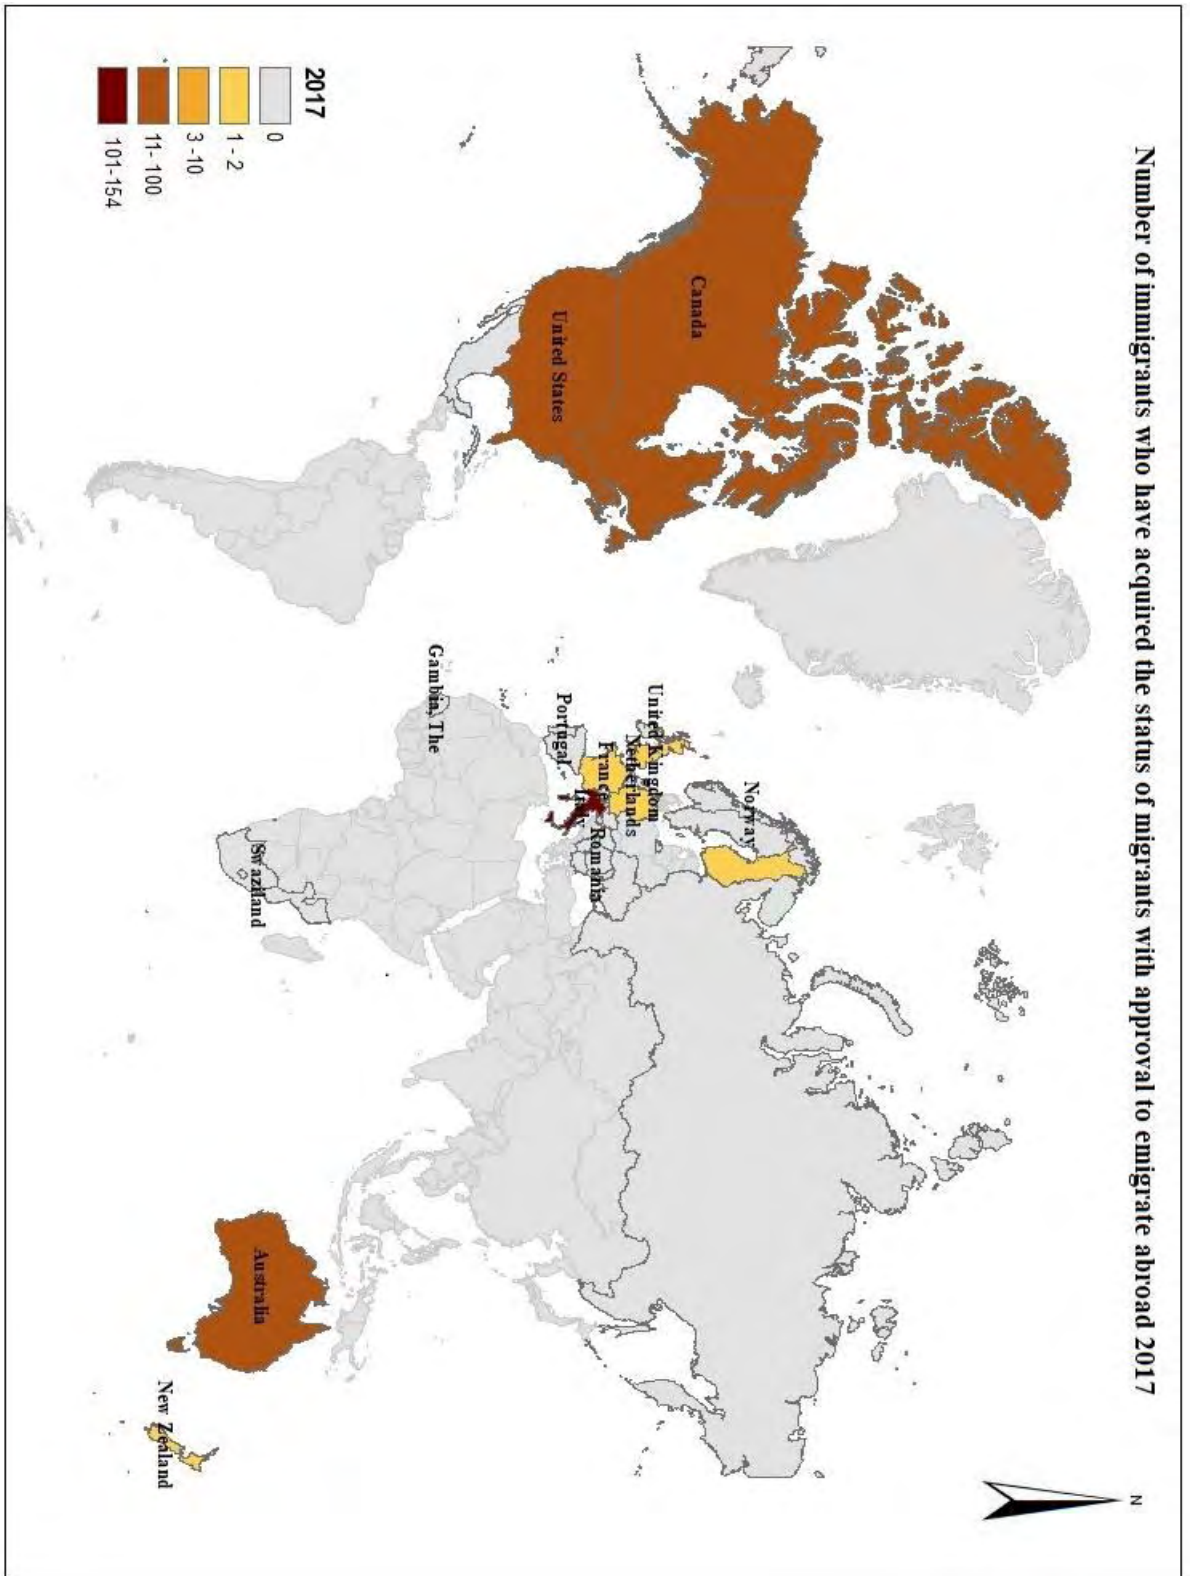 Number of immigrants who have acquired the status of migrants with approval to emigrate abroad 2017
N
Canada
United States
Norway
United Kingdom
Netherlands
France
Portugal
Italy
Romania
Gambia, The
Swaziland
Australia
New Zealand
2017
0
1 - 2
3 -10
11- 100
101-154